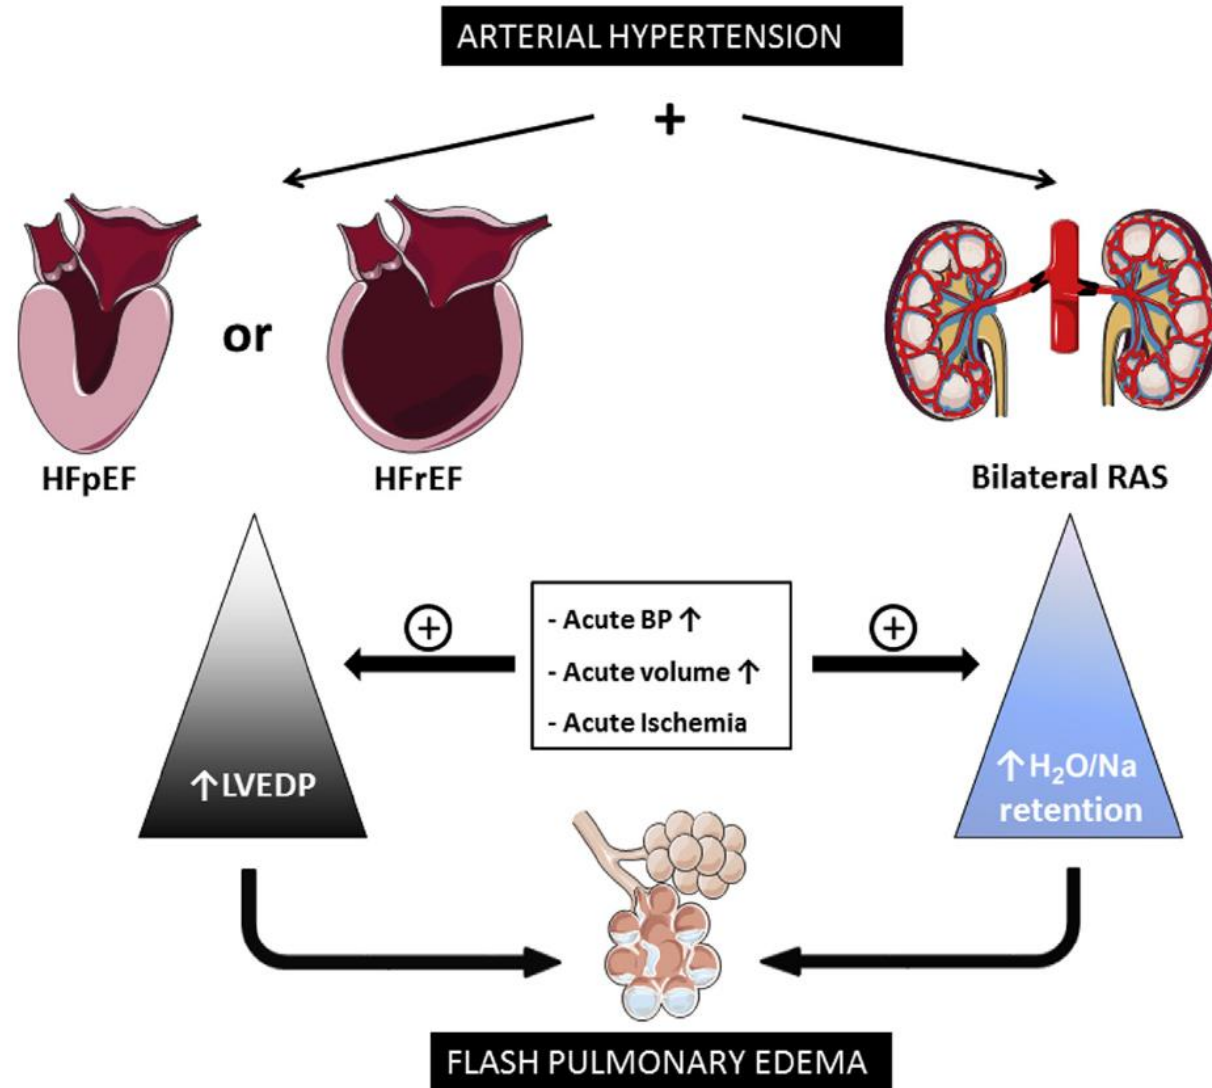 ARTERIAL HYPERTENSION
+
or
HFpEF
HFrEF
Bilateral RAS
+
- Acute BP ↑
- Acute volume ↑
- Acute Ischemia
+
↑LVEDP
↑H₂O/Na
retention
FLASH PULMONARY EDEMA